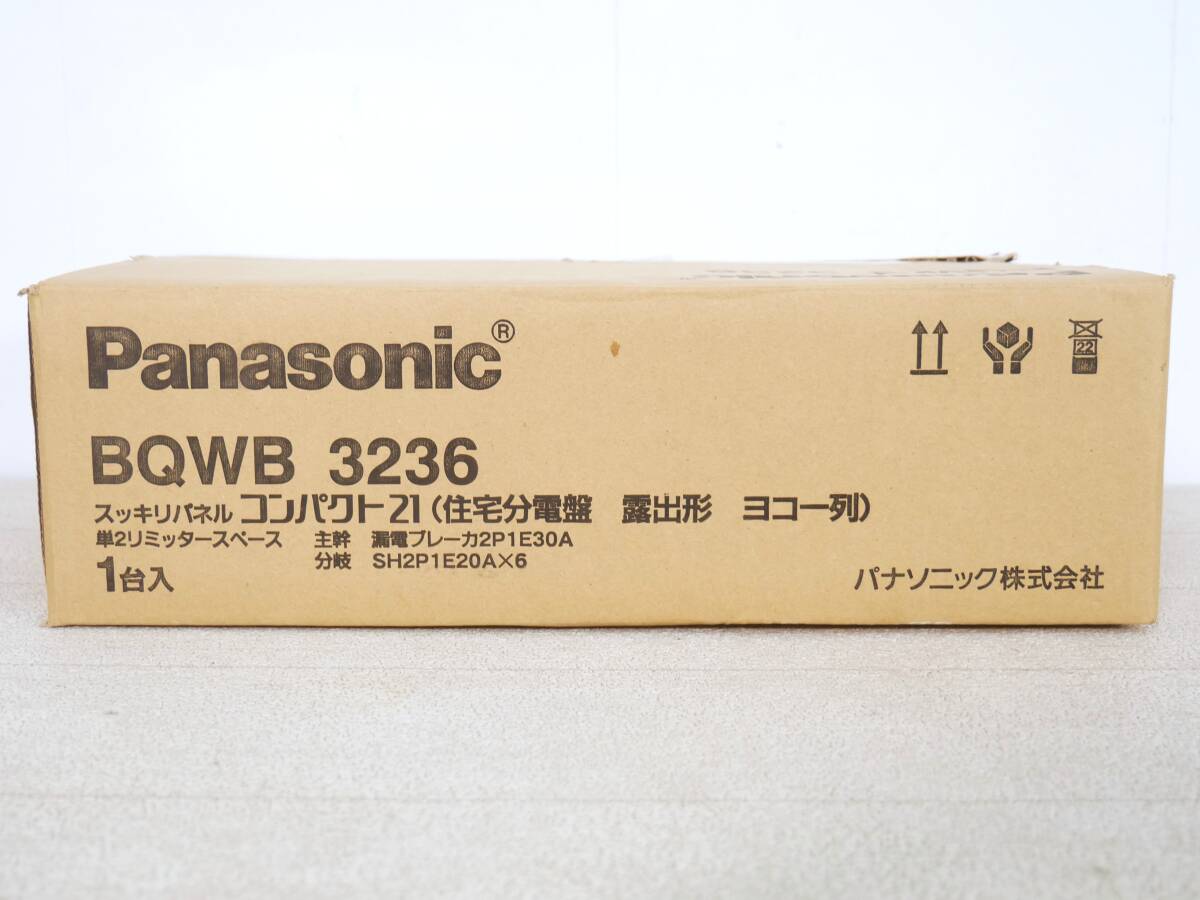 Panasonic®
BQWB 3236
スッキリパネル コンパクト21(住宅分電盤 露出形 ヨコ一列)
単2リミッタースペース 主幹 漏電ブレーカ2P1E30A
分岐 SH2P1E20A×6
1台入
パナソニック株式会社
22